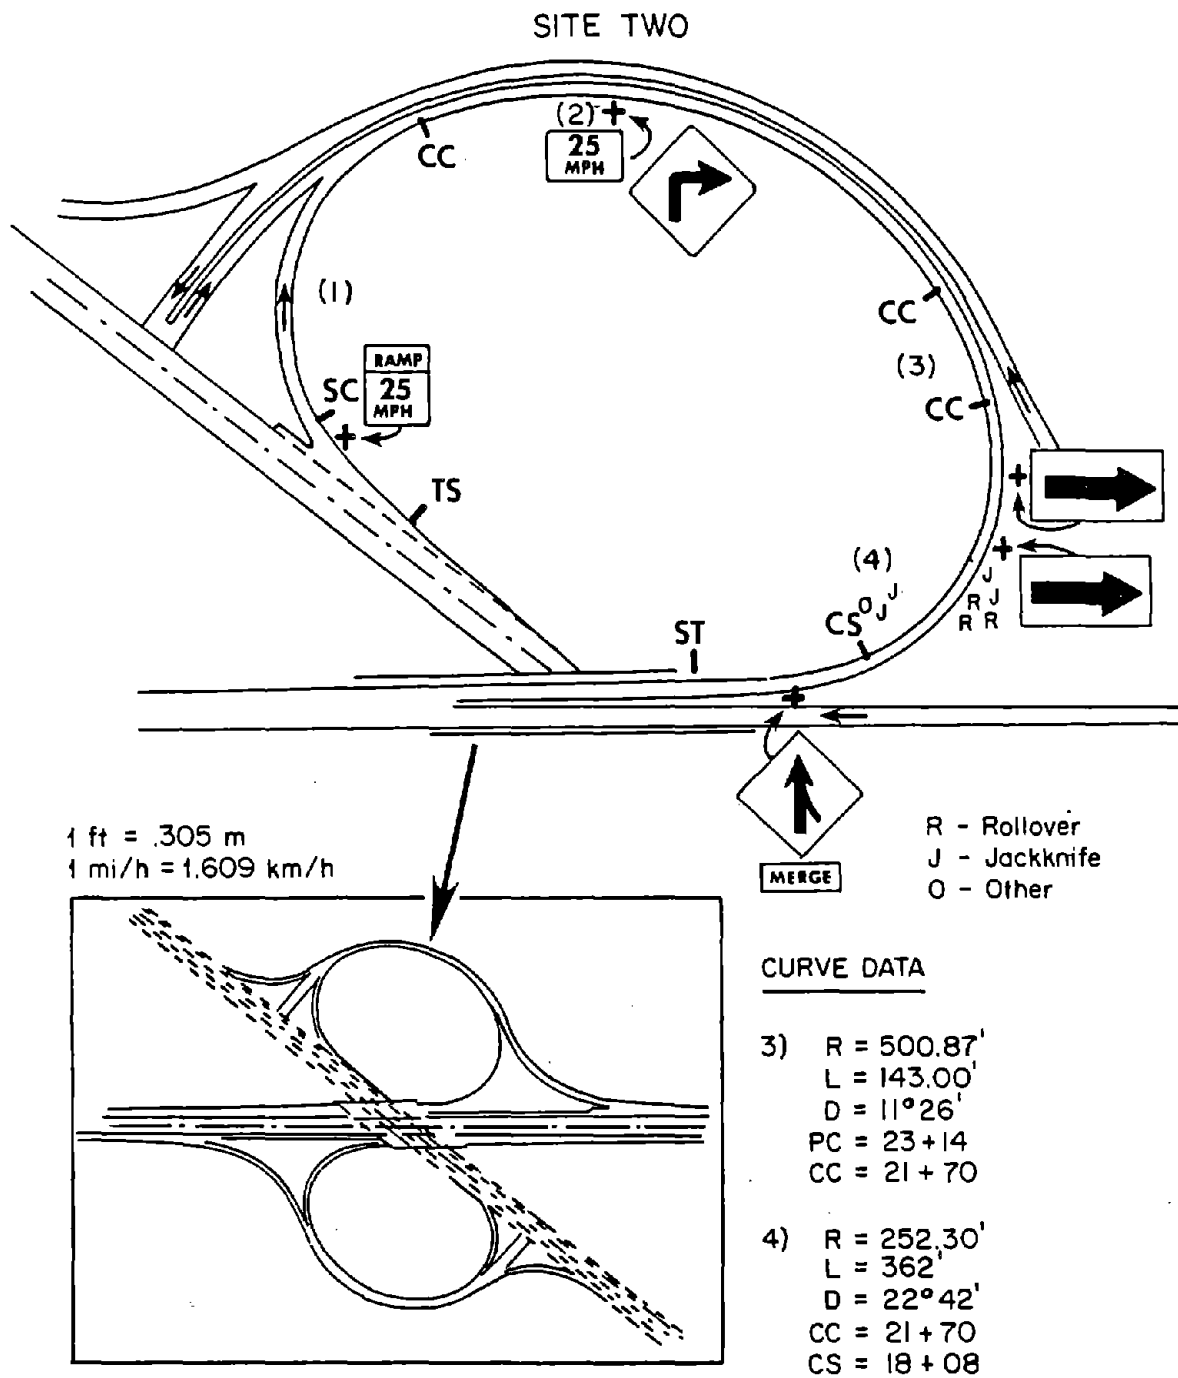 SITE TWO
(2)
25
MPH
CC
(1)
CC
(3)
RAMP
25
MPH
SC
CC
TS
(4)
J
O J J
R J
R R
CS
ST
1 ft = .305 m
1 mi/h = 1.609 km/h
MERGE
R - Rollover
J - Jackknife
O - Other
CURVE DATA
3) R = 500.87'
L = 143.00'
D = 11°26'
PC = 23+14
CC = 21+70
4) R = 252.30'
L = 362'
D = 22°42'
CC = 21+70
CS = 18+08